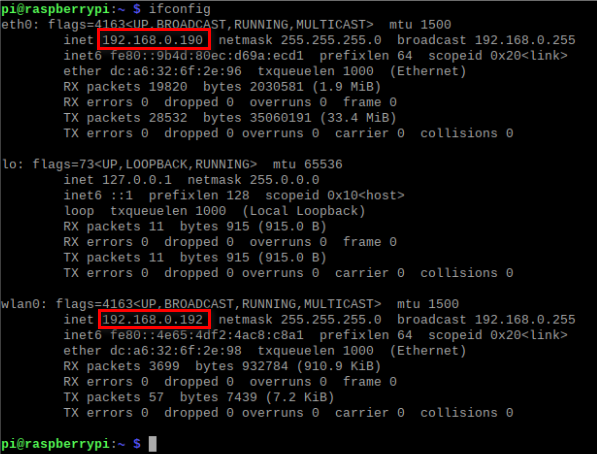 pi@raspberrypi:~ $ ifconfig
eth0: flags=4163<UP,BROADCAST,RUNNING,MULTICAST>  mtu 1500
        inet 192.168.0.190  netmask 255.255.255.0  broadcast 192.168.0.255
        inet6 fe80::9b4d:80ec:d69a:ecd1  prefixlen 64  scopeid 0x20<link>
        ether dc:a6:32:6f:2e:96  txqueuelen 1000  (Ethernet)
        RX packets 19820  bytes 2030581 (1.9 MiB)
        RX errors 0  dropped 0  overruns 0  frame 0
        TX packets 28532  bytes 35060191 (33.4 MiB)
        TX errors 0  dropped 0 overruns 0  carrier 0  collisions 0

lo: flags=73<UP,LOOPBACK,RUNNING>  mtu 65536
        inet 127.0.0.1  netmask 255.0.0.0
        inet6 ::1  prefixlen 128  scopeid 0x10<host>
        loop  txqueuelen 1000  (Local Loopback)
        RX packets 11  bytes 915 (915.0 B)
        RX errors 0  dropped 0  overruns 0  frame 0
        TX packets 11  bytes 915 (915.0 B)
        TX errors 0  dropped 0 overruns 0  carrier 0  collisions 0

wlan0: flags=4163<UP,BROADCAST,RUNNING,MULTICAST>  mtu 1500
        inet 192.168.0.192  netmask 255.255.255.0  broadcast 192.168.0.255
        inet6 fe80::4e65:4df2:4ac8:c8a1  prefixlen 64  scopeid 0x20<link>
        ether dc:a6:32:6f:2e:98  txqueuelen 1000  (Ethernet)
        RX packets 3699  bytes 932784 (910.9 KiB)
        RX errors 0  dropped 0  overruns 0  frame 0
        TX packets 57  bytes 7439 (7.2 KiB)
        TX errors 0  dropped 0 overruns 0  carrier 0  collisions 0

pi@raspberrypi:~ $